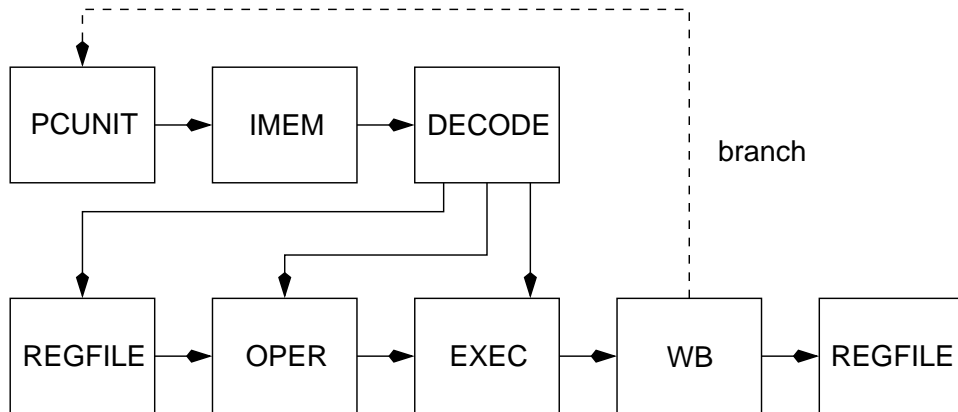 PCUNIT
IMEM
DECODE
branch
REGFILE
OPER
EXEC
WB
REGFILE